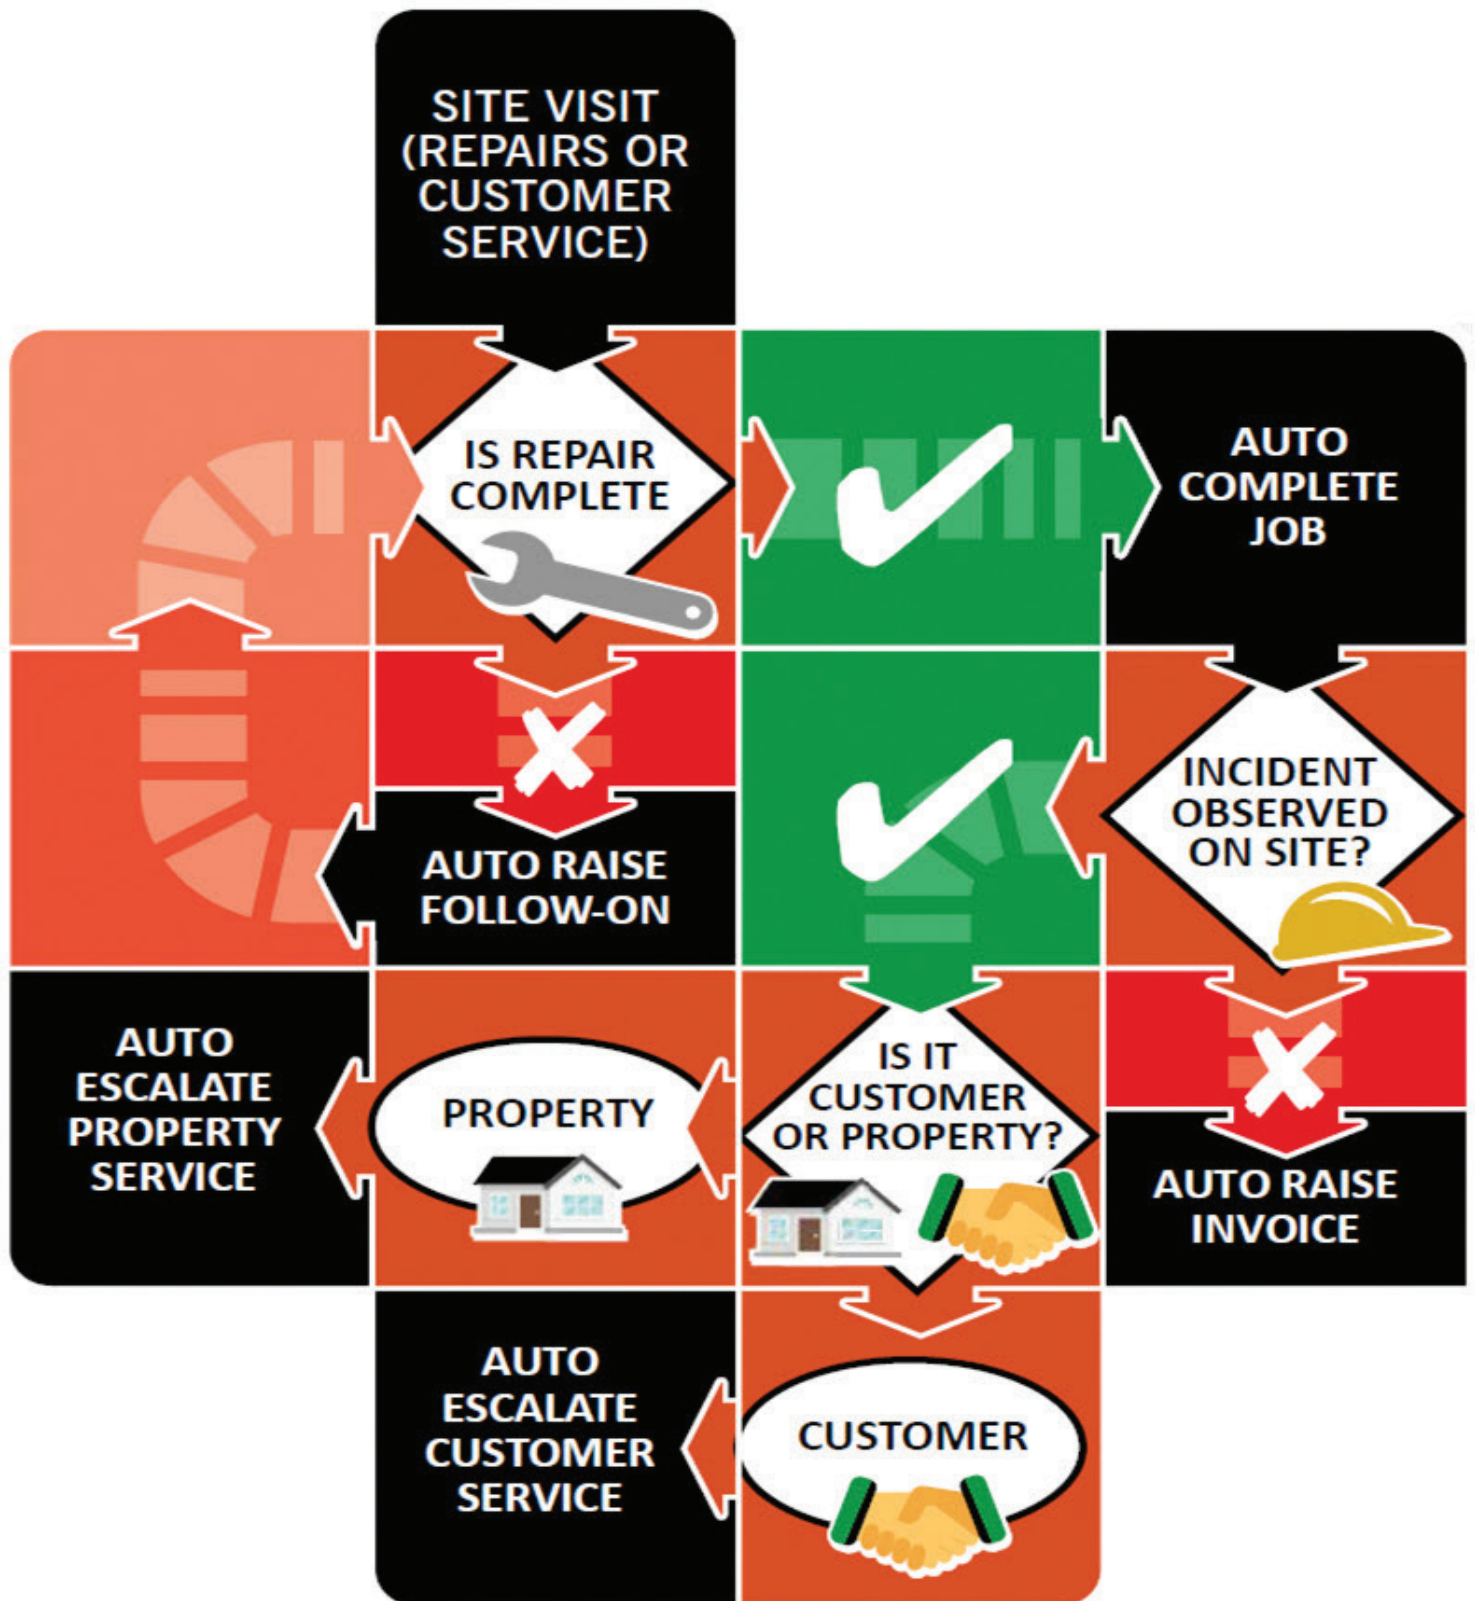 SITE VISIT
(REPAIRS OR
CUSTOMER
SERVICE)
IS REPAIR
COMPLETE
AUTO
COMPLETE
JOB
AUTO RAISE
FOLLOW-ON
INCIDENT
OBSERVED
ON SITE?
AUTO
ESCALATE
PROPERTY
SERVICE
PROPERTY
IS IT
CUSTOMER
OR PROPERTY?
AUTO RAISE
INVOICE
AUTO
ESCALATE
CUSTOMER
SERVICE
CUSTOMER